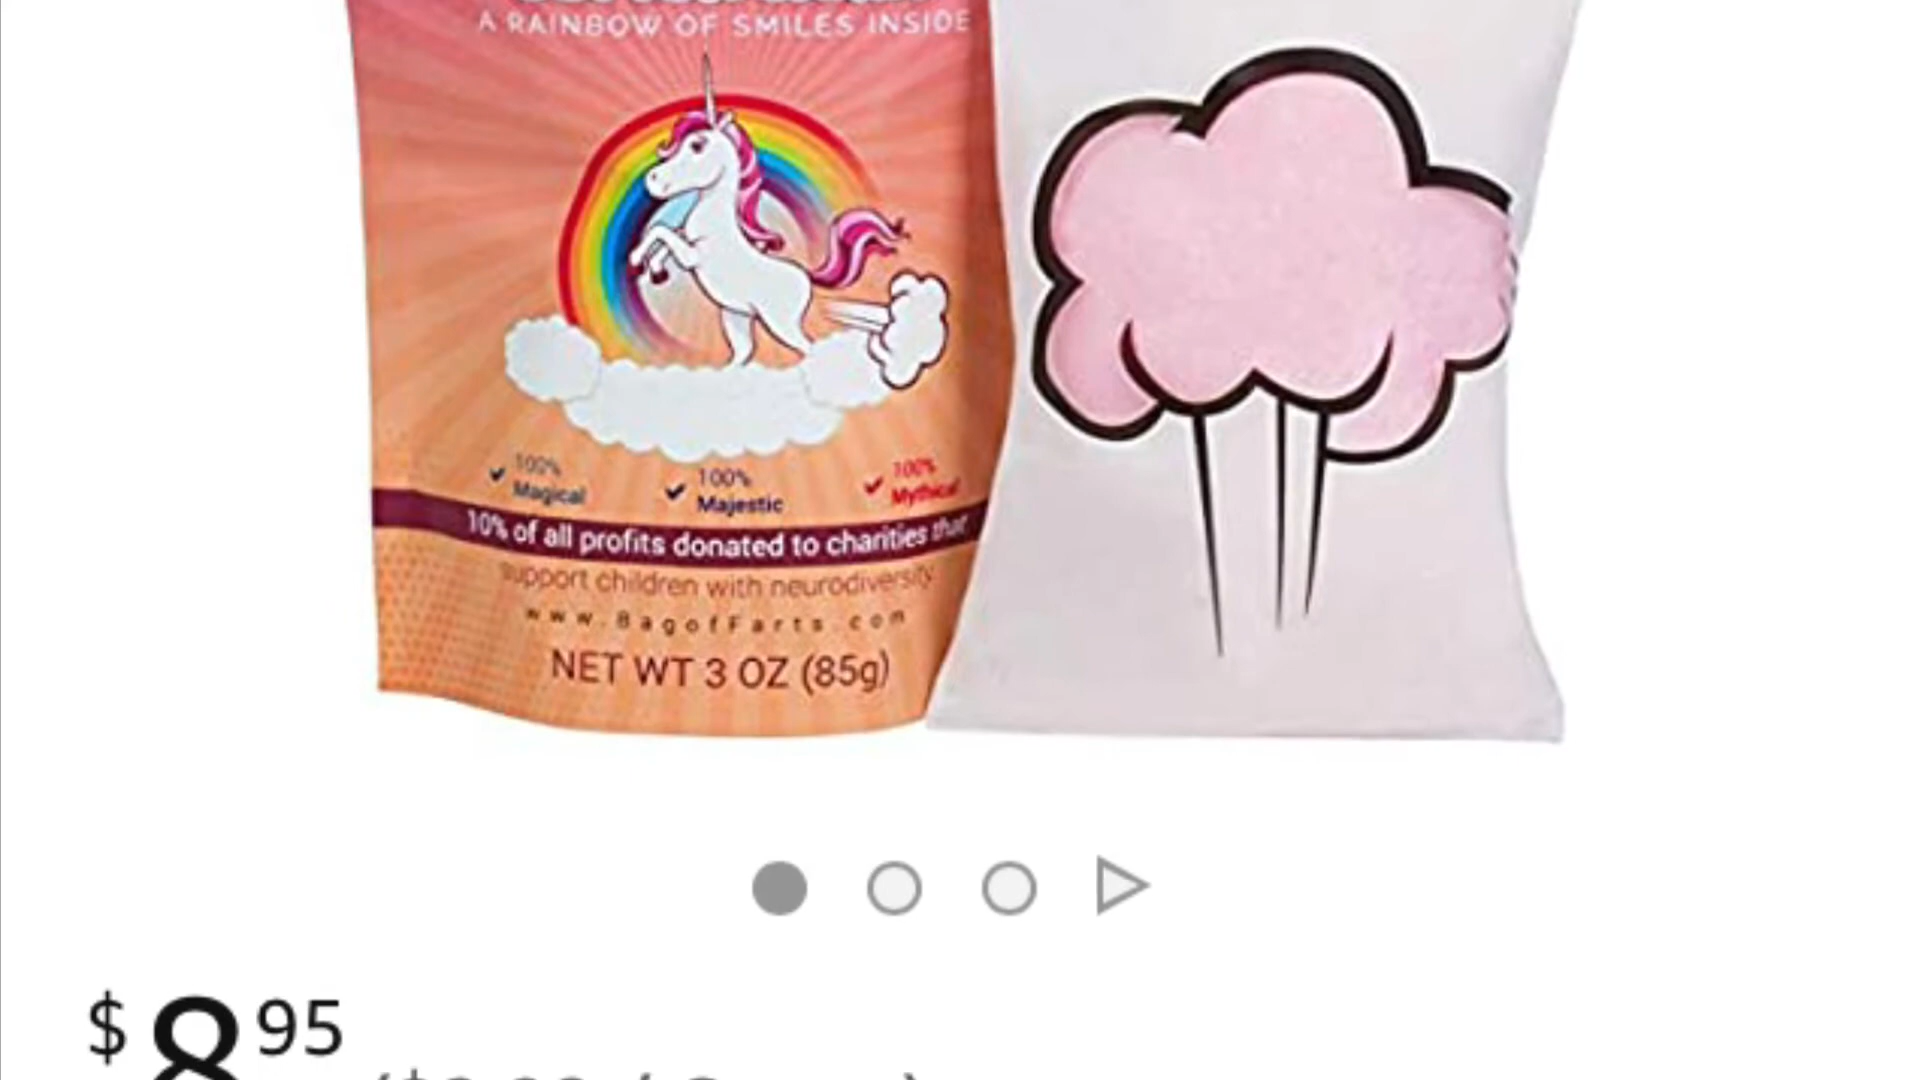 A RAINBOW OF SMILES INSIDE
100% Magical
100% Majestic
100% Mythical
10% of all profits donated to charities that
support children with neurodiversity
www.BagofFarts.com
NET WT 3 OZ (85g)
$8.95